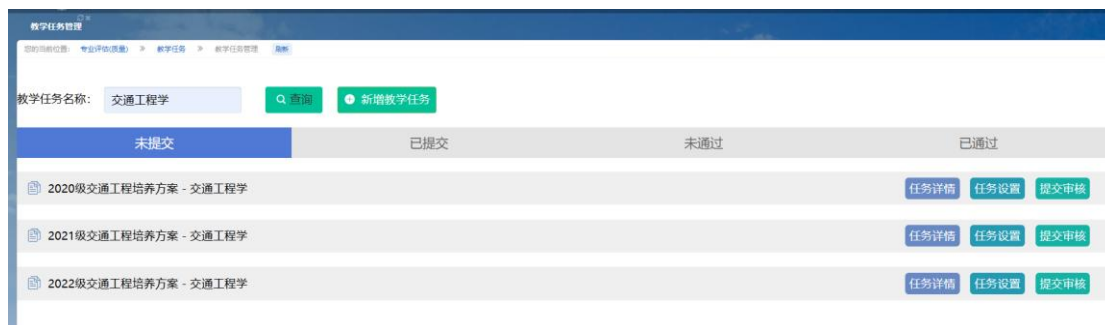 教学任务管理
您的当前位置: 专业评估(质量) » 教学任务 » 教学任务管理 刷新
教学任务名称: 交通工程学 查询 新增教学任务
未提交 已提交 未通过 已通过
2020级交通工程培养方案 - 交通工程学 任务详情 任务设置 提交审核
2021级交通工程培养方案 - 交通工程学 任务详情 任务设置 提交审核
2022级交通工程培养方案 - 交通工程学 任务详情 任务设置 提交审核